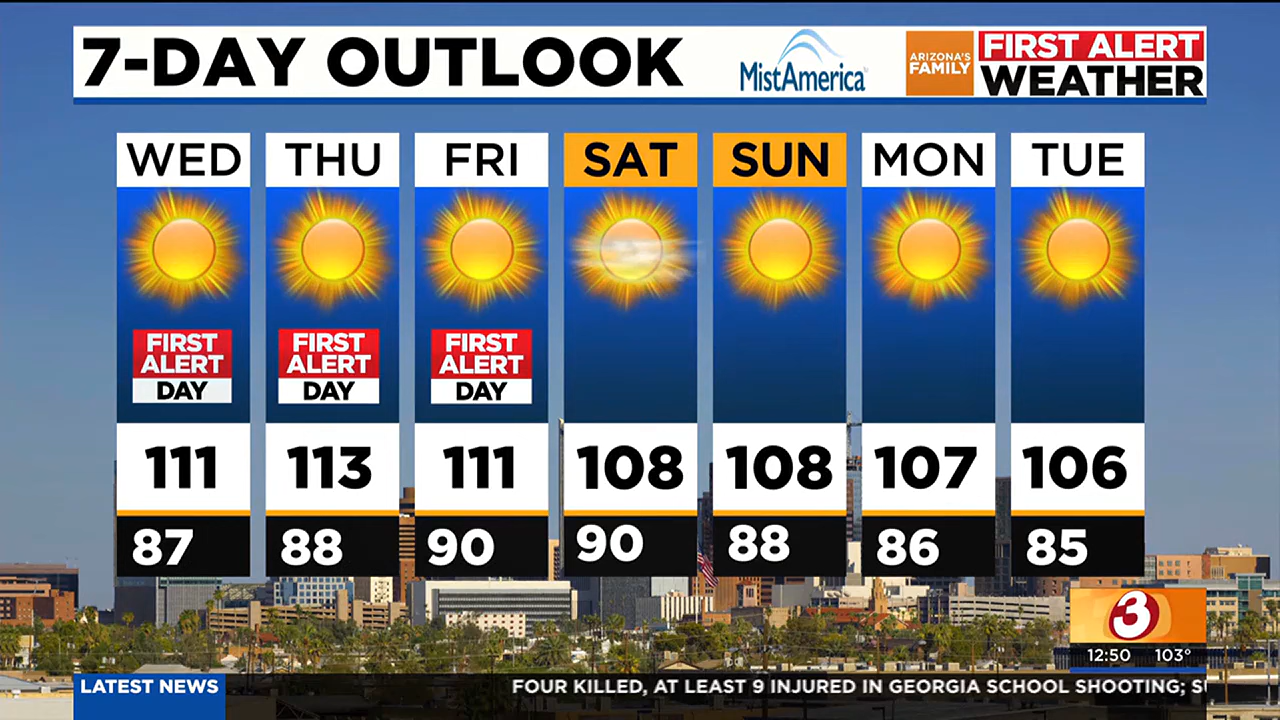 7-DAY OUTLOOK
MistAmerica
ARIZONA'S
FAMILY
FIRST ALERT
WEATHER
WED THU FRI SAT SUN MON TUE
FIRST ALERT DAY
FIRST ALERT DAY
FIRST ALERT DAY
111 113 111 108 108 107 106
87 88 90 90 88 86 85
3
12:50 103°
LATEST NEWS
FOUR KILLED, AT LEAST 9 INJURED IN GEORGIA SCHOOL SHOOTING;